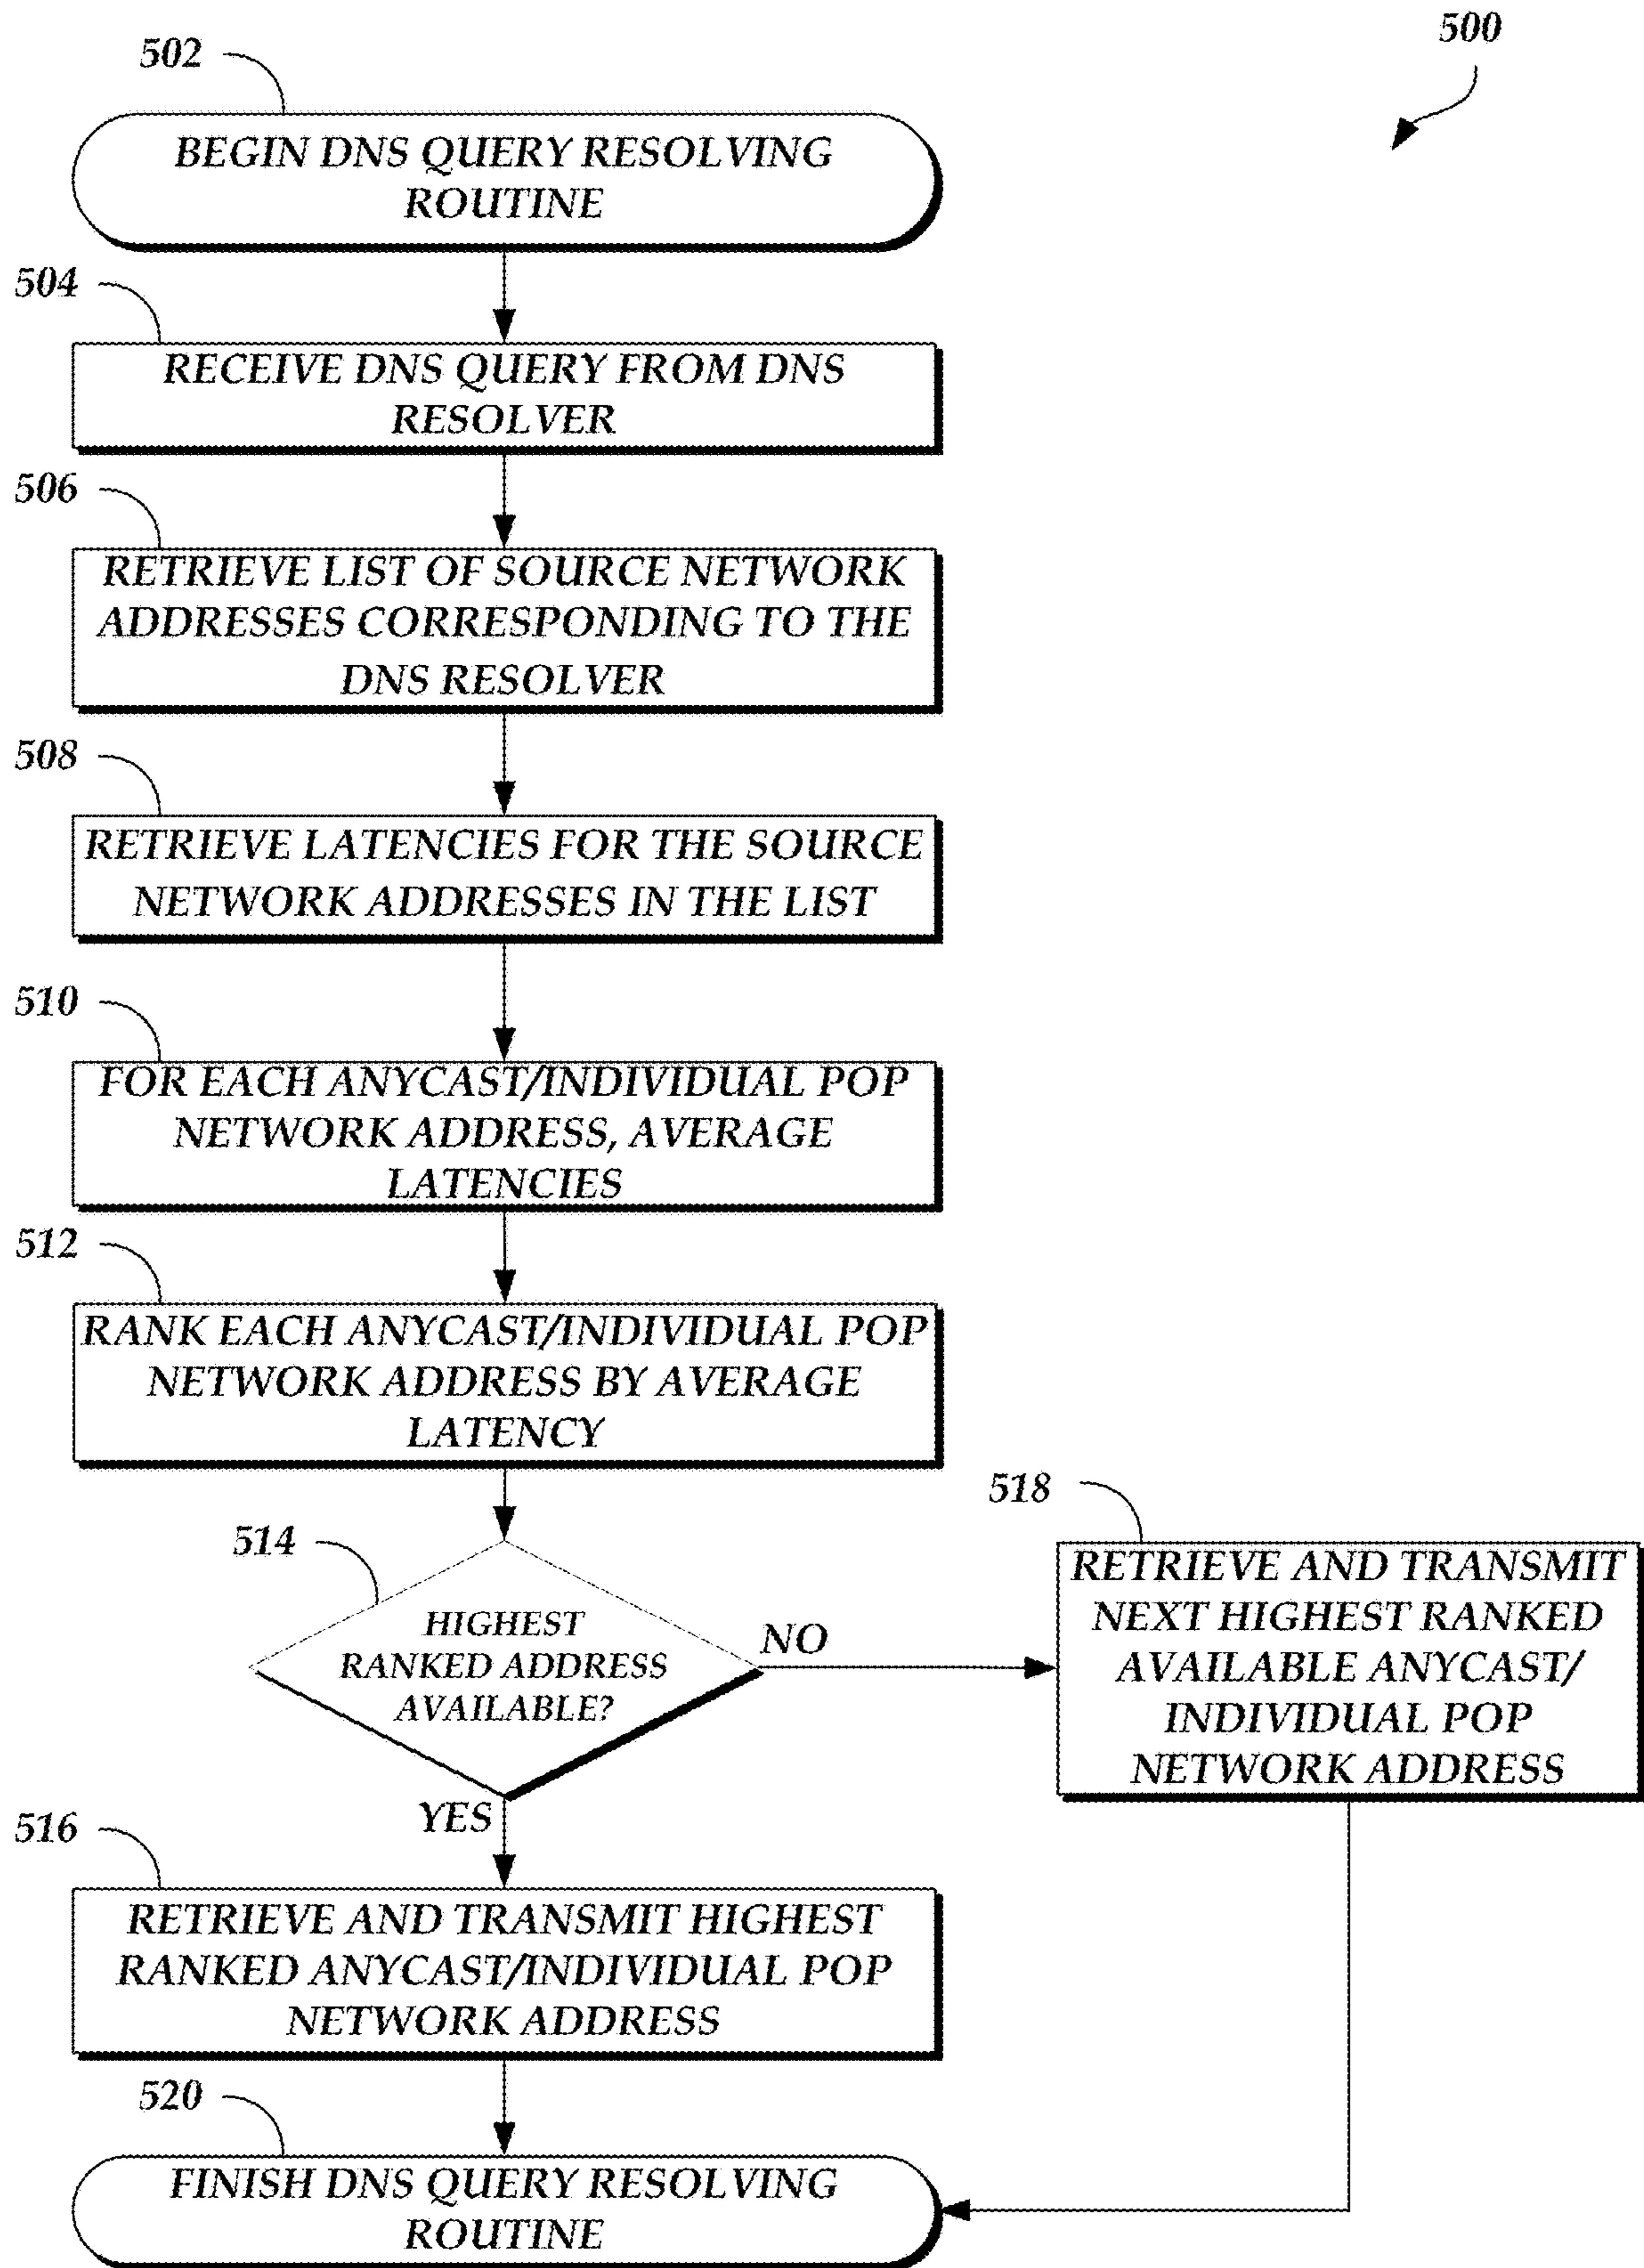 500
502
BEGIN DNS QUERY RESOLVING
ROUTINE
504
RECEIVE DNS QUERY FROM DNS
RESOLVER
506
RETRIEVE LIST OF SOURCE NETWORK
ADDRESSES CORRESPONDING TO THE
DNS RESOLVER
508
RETRIEVE LATENCIES FOR THE SOURCE
NETWORK ADDRESSES IN THE LIST
510
FOR EACH ANYCAST/INDIVIDUAL POP
NETWORK ADDRESS, AVERAGE
LATENCIES
512
RANK EACH ANYCAST/INDIVIDUAL POP
NETWORK ADDRESS BY AVERAGE
LATENCY
514
HIGHEST
RANKED ADDRESS
AVAILABLE?
NO
518
RETRIEVE AND TRANSMIT
NEXT HIGHEST RANKED
AVAILABLE ANYCAST/
INDIVIDUAL POP
NETWORK ADDRESS
YES
516
RETRIEVE AND TRANSMIT HIGHEST
RANKED ANYCAST/INDIVIDUAL POP
NETWORK ADDRESS
520
FINISH DNS QUERY RESOLVING
ROUTINE